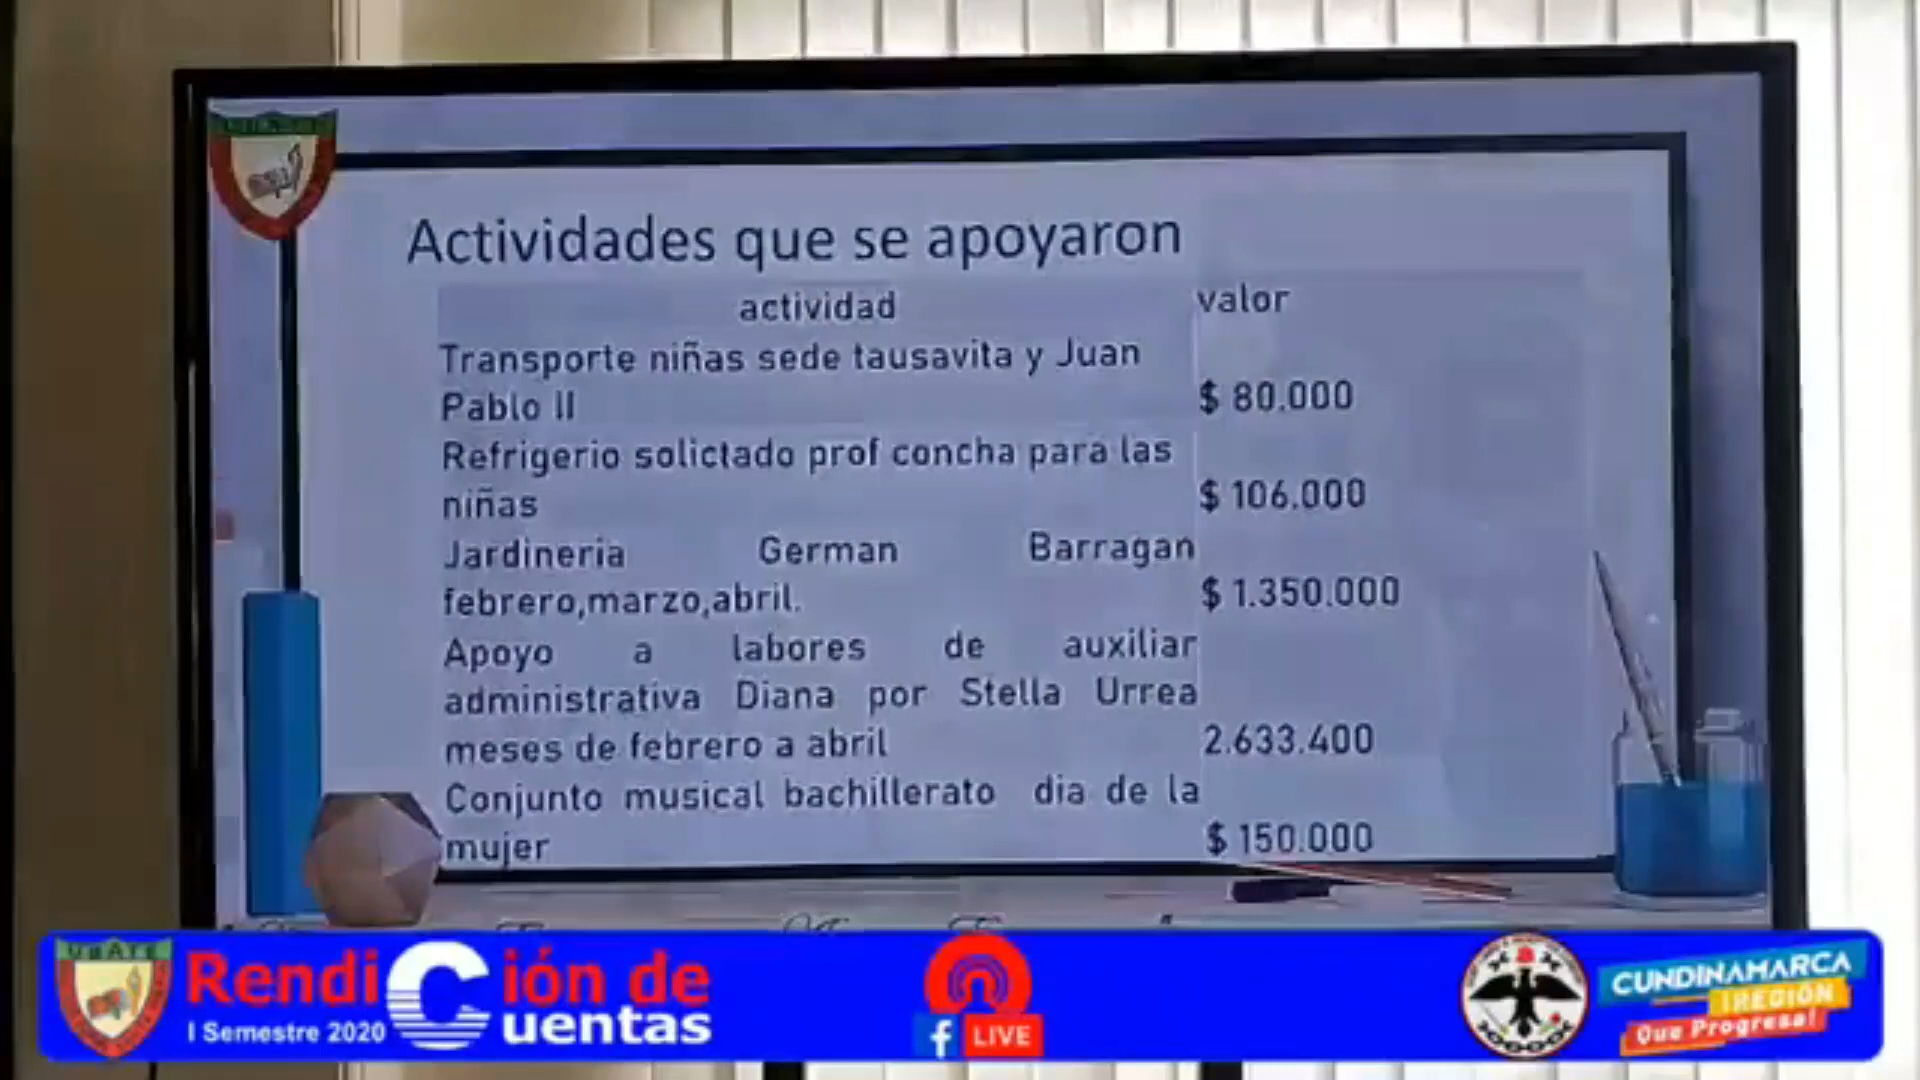 Actividades que se apoyaron
actividad valor
Transporte niñas sede tausavita y Juan
Pablo II $ 80.000
Refrigerio solictado prof concha para las
niñas $ 106.000
Jardineria German Barragan
febrero,marzo,abril. $ 1.350.000
Apoyo a labores de auxiliar
administrativa Diana por Stella Urrea
meses de febrero a abril 2.633.400
Conjunto musical bachillerato dia de la
mujer $ 150.000
UBATE
Rendición de
Cuentas
I Semestre 2020
f LIVE
CUNDINAMARCA
¡REGIÓN
Que Progresa!